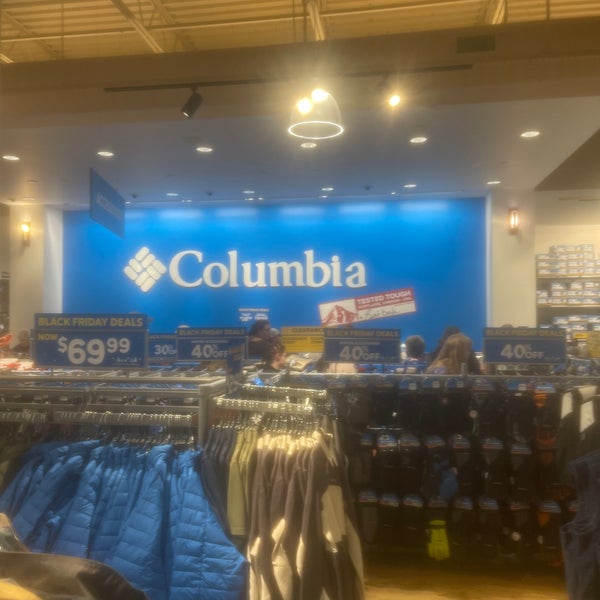 Columbia
TESTED TOUGH
BLACK FRIDAY DEALS
NOW $69.99
30%
BLACK FRIDAY DEALS
40% OFF
CLEARANCE
BLACK FRIDAY DEALS
40% OFF
BLACK FRIDAY DEALS
40% OFF